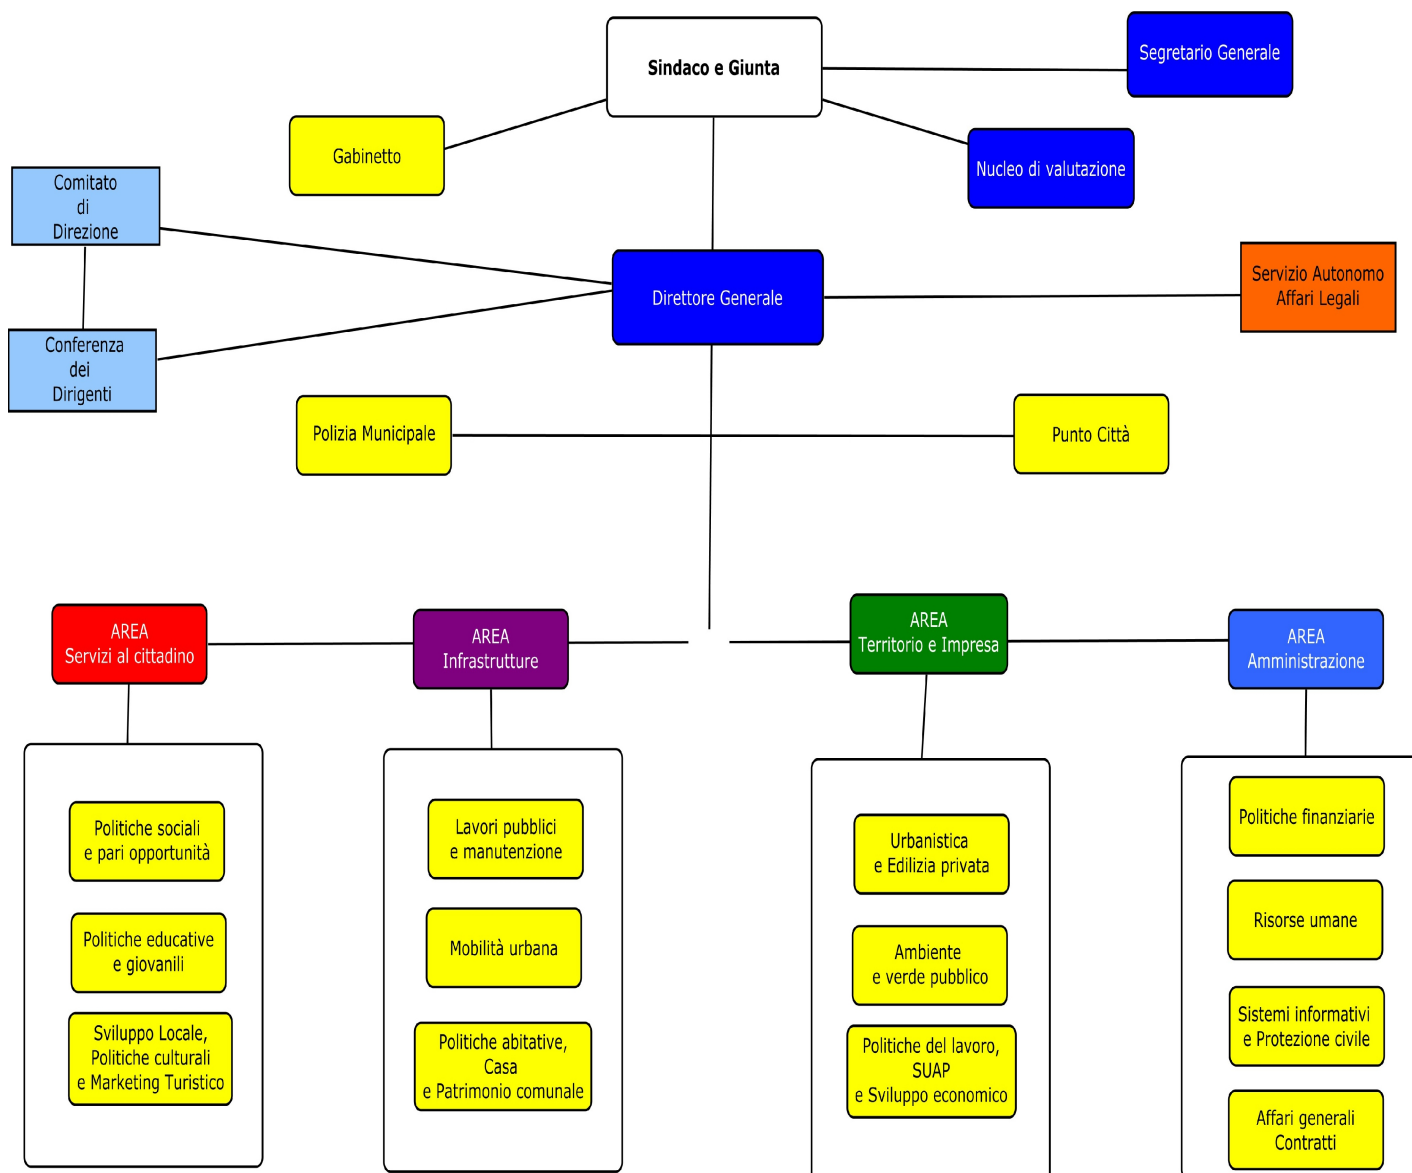 Sindaco e Giunta
Segretario Generale
Gabinetto
Nucleo di valutazione
Comitato
di
Direzione
Direttore Generale
Servizio Autonomo
Affari Legali
Conferenza
dei
Dirigenti
Polizia Municipale
Punto Città
AREA
Servizi al cittadino
AREA
Infrastrutture
AREA
Territorio e Impresa
AREA
Amministrazione
Politiche sociali
e pari opportunità
Politiche educative
e giovanili
Sviluppo Locale,
Politiche culturali
e Marketing Turistico
Lavori pubblici
e manutenzione
Mobilità urbana
Politiche abitative,
Casa
e Patrimonio comunale
Urbanistica
e Edilizia privata
Ambiente
e verde pubblico
Politiche del lavoro,
SUAP
e Sviluppo economico
Politiche finanziarie
Risorse umane
Sistemi informativi
e Protezione civile
Affari generali
Contratti